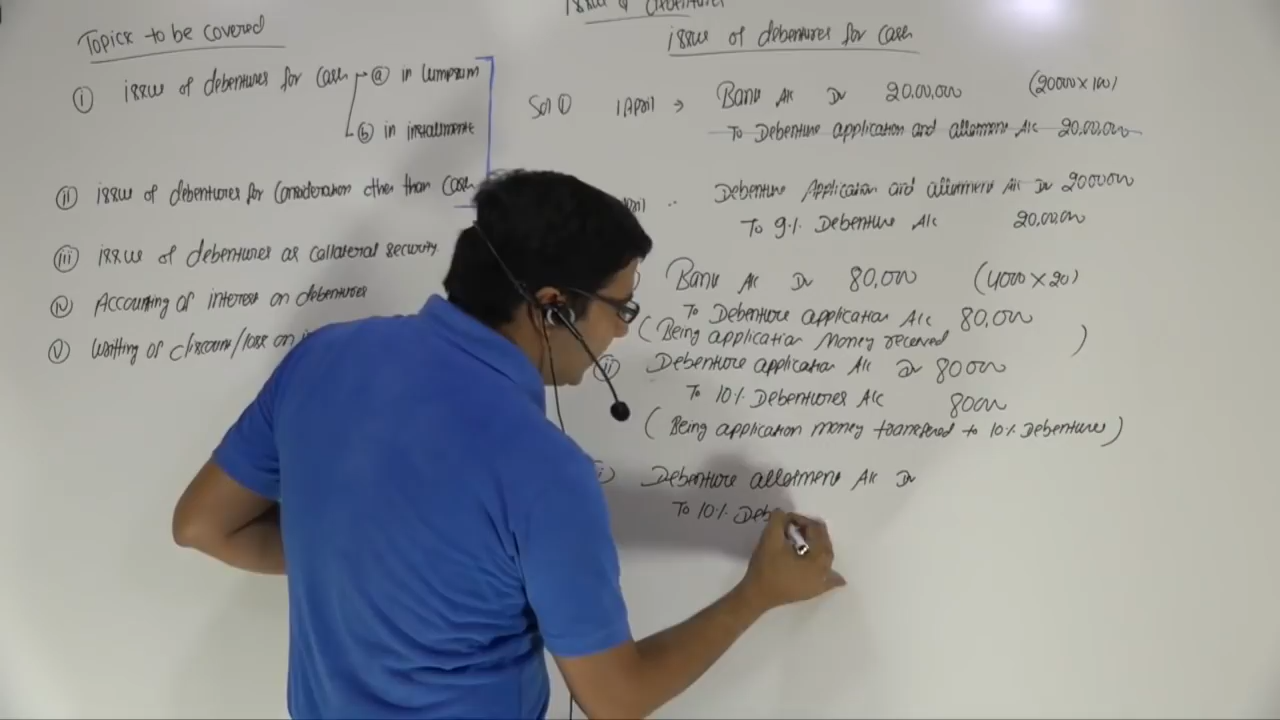 Topics to be covered
(i) issue of debentures for cash (a) in lumpsum
(b) in installments
(ii) issue of debentures for consideration other than cash
(iii) issue of debentures as collateral security
(iv) Accounting of interest on debentures
(v) Writing of discount/loss on
issue of debentures for cash
Sol (1) 1 April → Bank A/c Dr 20,00,000 (20000 x 100)
To Debenture application and allotment A/c 20,00,000
Debenture Application and allotment A/c Dr 2000000
To 9% Debenture A/c 20,00,000
Bank A/c Dr 80,000 (4000 x 20)
To Debenture application A/c 80,000
(Being application money received)
(ii) Debenture application A/c Dr 80000
To 10% Debentures A/c 80000
(Being application money transfered to 10% Debentures)
Debenture allotment A/c Dr
To 10% Deb